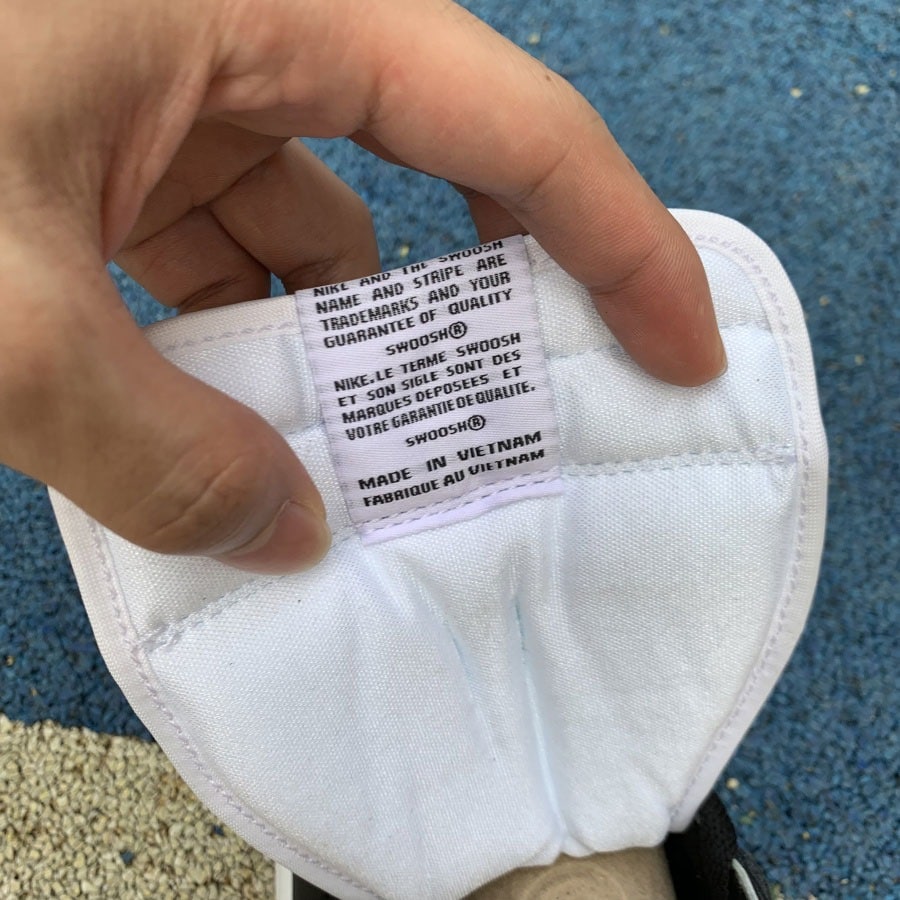 NIKE AND THE SWOOSH
NAME AND STRIPE ARE
TRADEMARKS AND YOUR
GUARANTEE OF QUALITY
SWOOSH®
NIKE.LE TERME SWOOSH
ET SON SIGLE SONT DES
MARQUES DEPOSEES ET
VOTRE GARANTIE DE QUALITE.
SWOOSH®
MADE IN VIETNAM
FABRIQUE AU VIETNAM